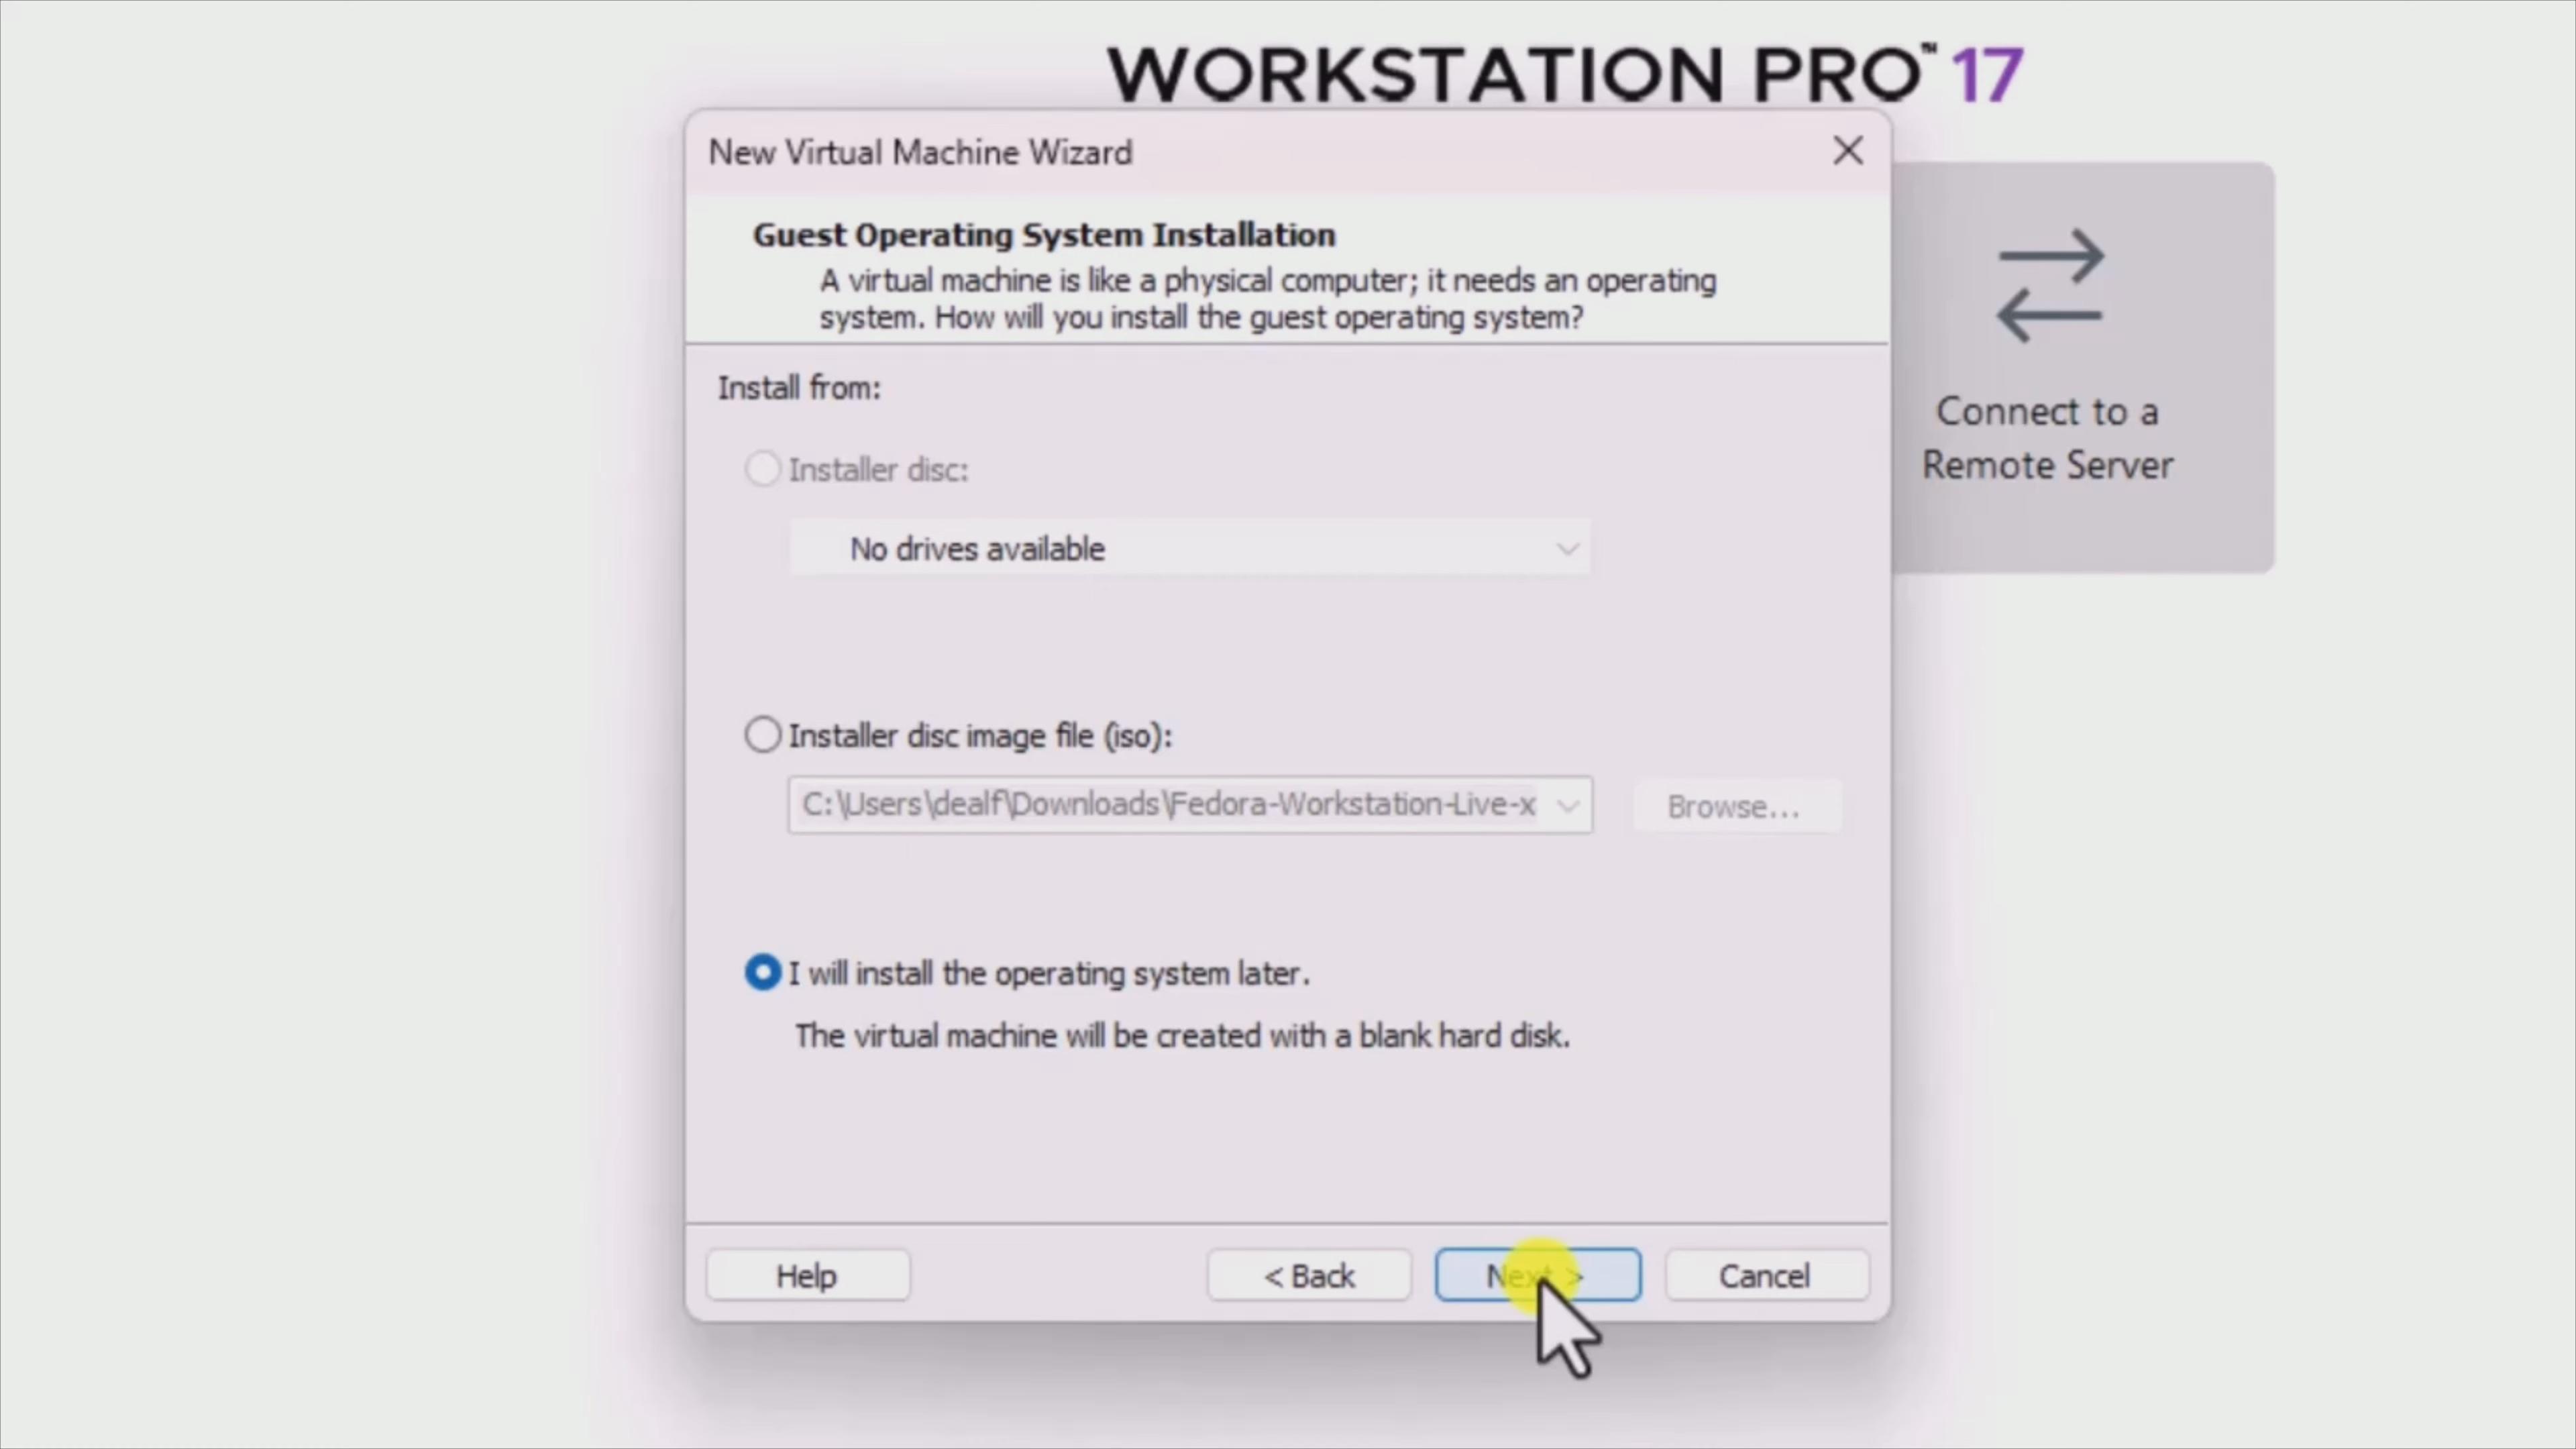 WORKSTATION PRO™ 17
New Virtual Machine Wizard
Guest Operating System Installation
A virtual machine is like a physical computer; it needs an operating
system. How will you install the guest operating system?
Install from:
Installer disc:
No drives available
Installer disc image file (iso):
C:\Users\dealf\Downloads\Fedora-Workstation-Live-x
Browse...
I will install the operating system later.
The virtual machine will be created with a blank hard disk.
Help
< Back
Next >
Cancel
Connect to a
Remote Server